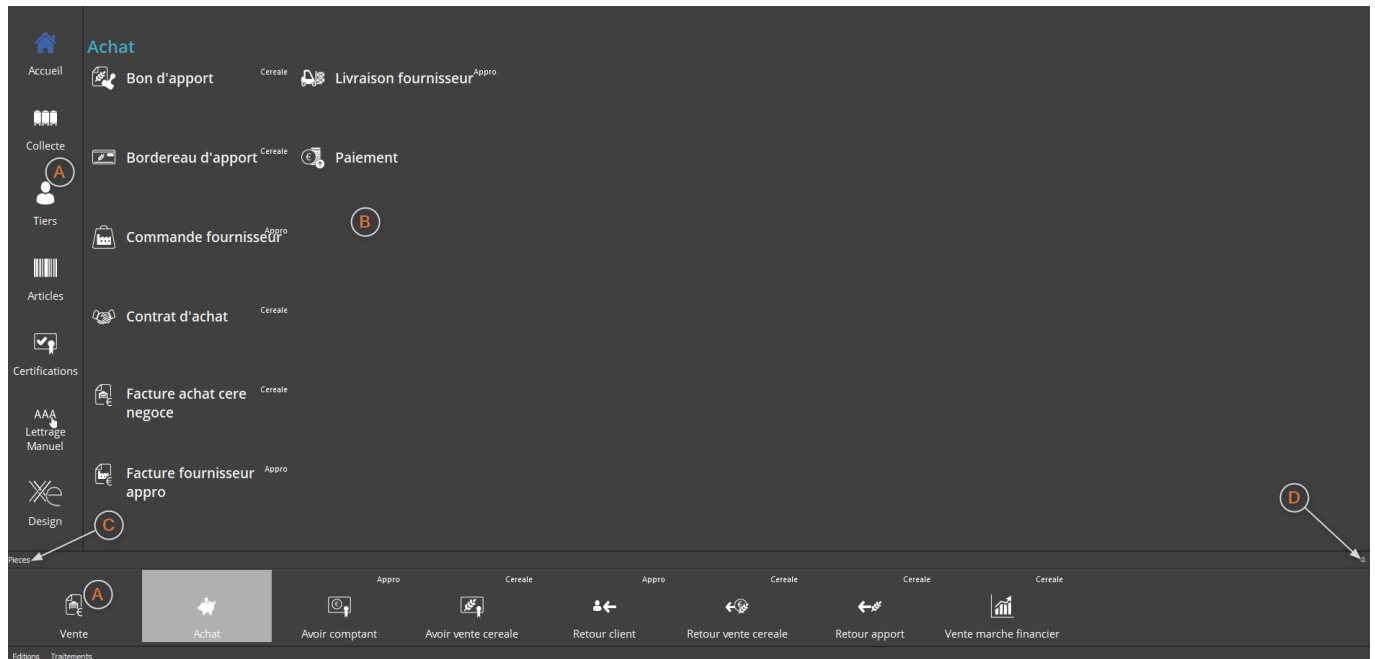 Accueil
Collecte
A
Tiers
Articles
Certifications
AAA
Lettrage
Manuel
Design
Achat
Bon d'apport Cereale
Livraison fournisseur Appro
Bordereau d'apport Cereale
Paiement
B
Commande fournisseur Appro
Contrat d'achat Cereale
Facture achat cere Cereale
negoce
Facture fournisseur Appro
appro
C
D
Pieces
A
Vente
Achat
Appro
Avoir comptant
Cereale
Avoir vente cereale
Appro
Retour client
Cereale
Retour vente cereale
Cereale
Retour apport
Cereale
Vente marche financier
Editions Traitements